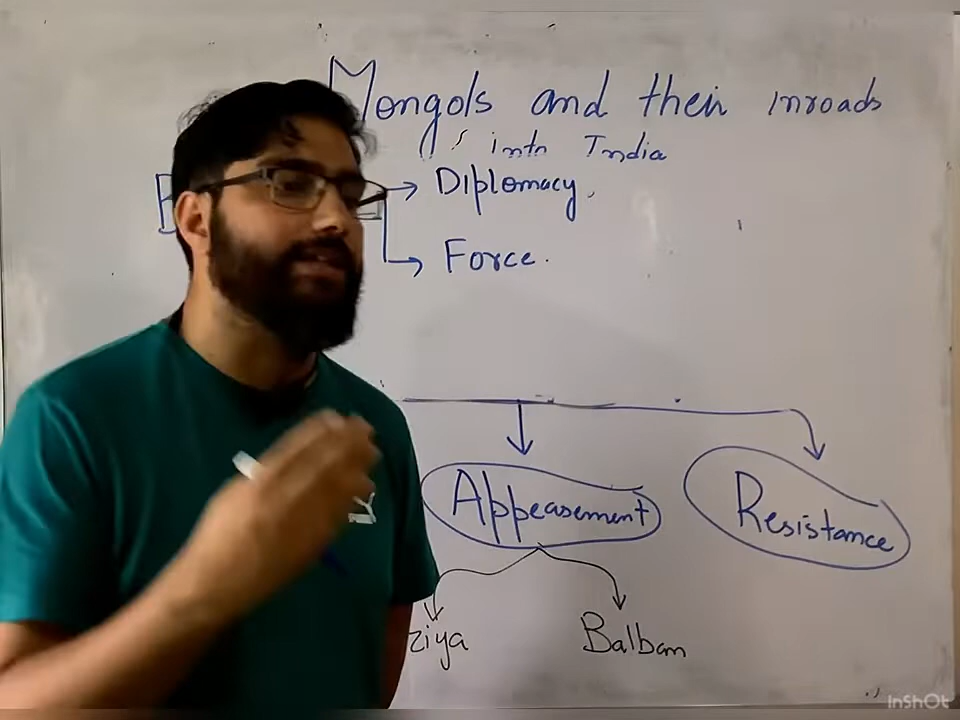 Mongols and their inroads
into India
Diplomacy.
Force.
Appeasement
Resistance
ziya
Balban
InShOt